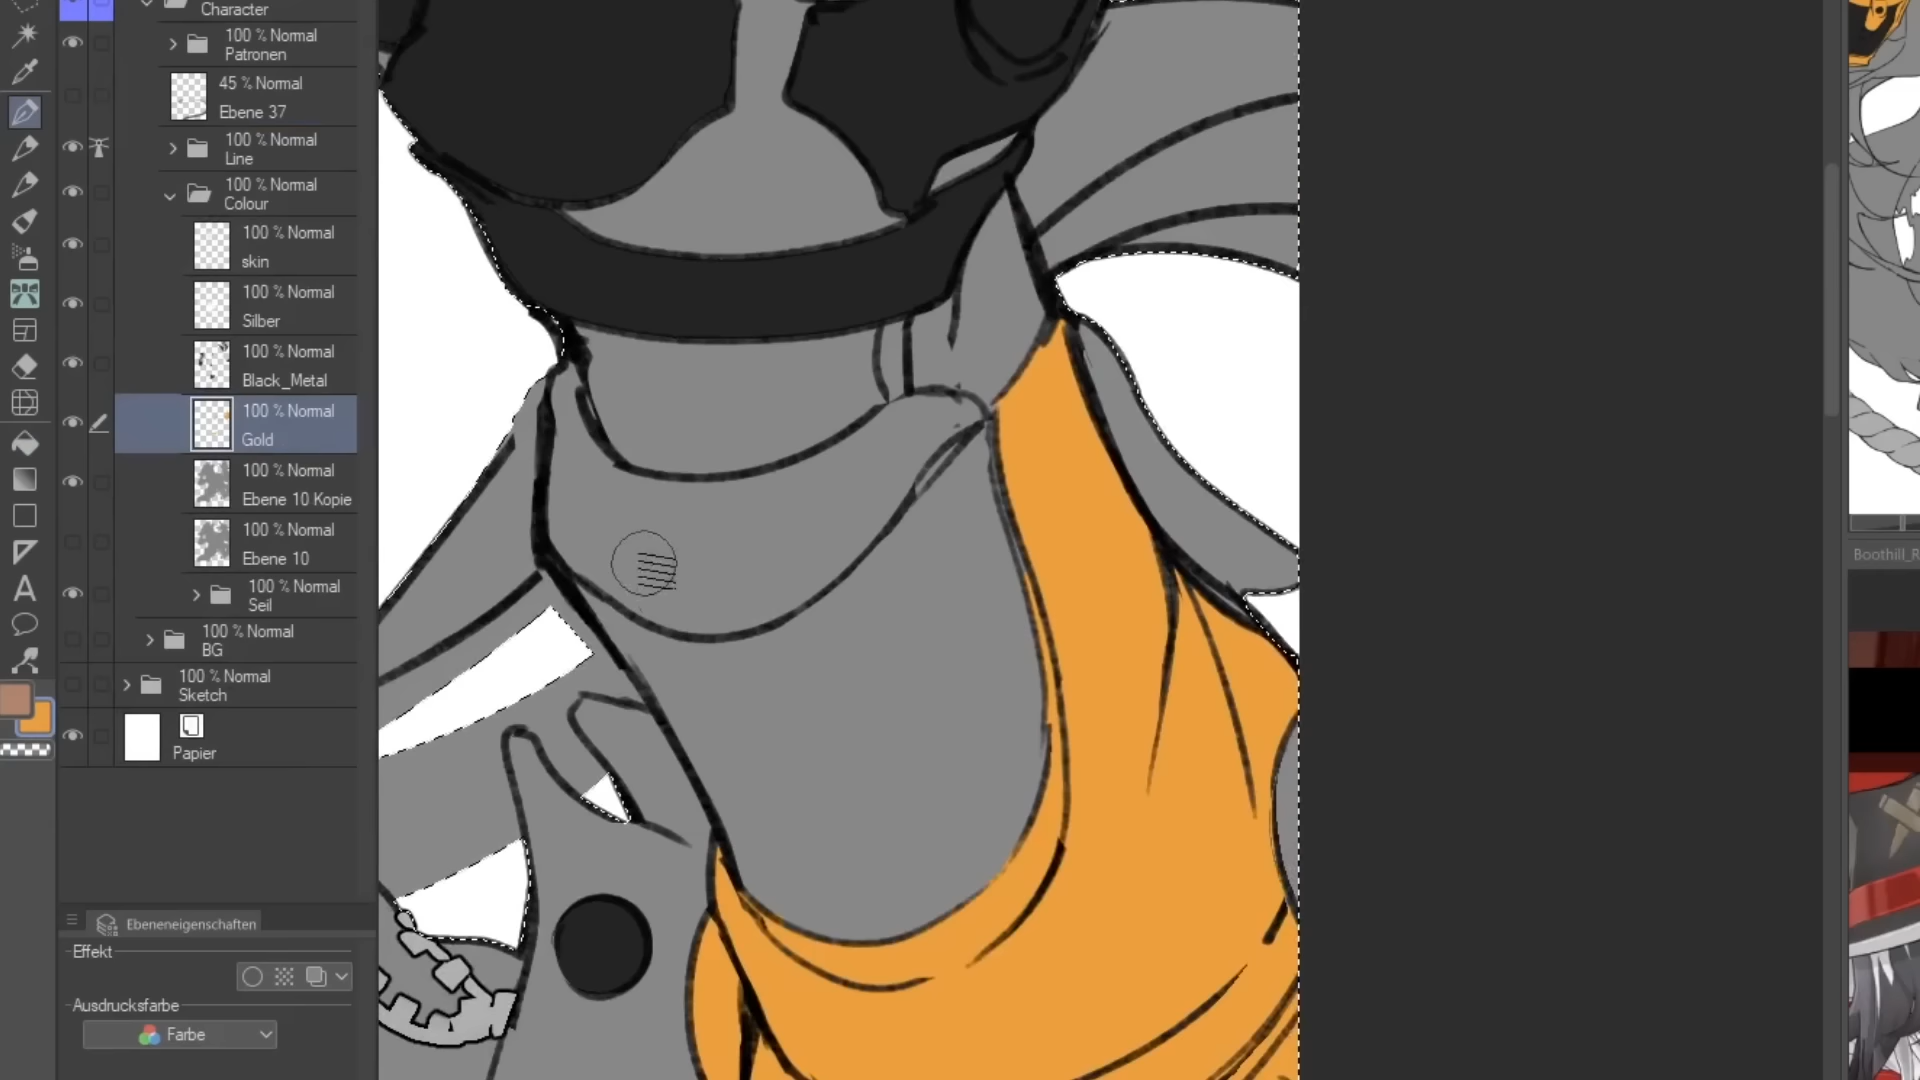 Character
100 % Normal
Patronen
45 % Normal
Ebene 37
100 % Normal
Line
100 % Normal
Colour
100 % Normal
skin
100 % Normal
Silber
100 % Normal
Black_Metal
100 % Normal
Gold
100 % Normal
Ebene 10 Kopie
100 % Normal
Ebene 10
100 % Normal
Seil
100 % Normal
BG
100 % Normal
Sketch
Papier
Ebeneneigenschaften
Effekt
Ausdrucksfarbe
Farbe
Boothill_R